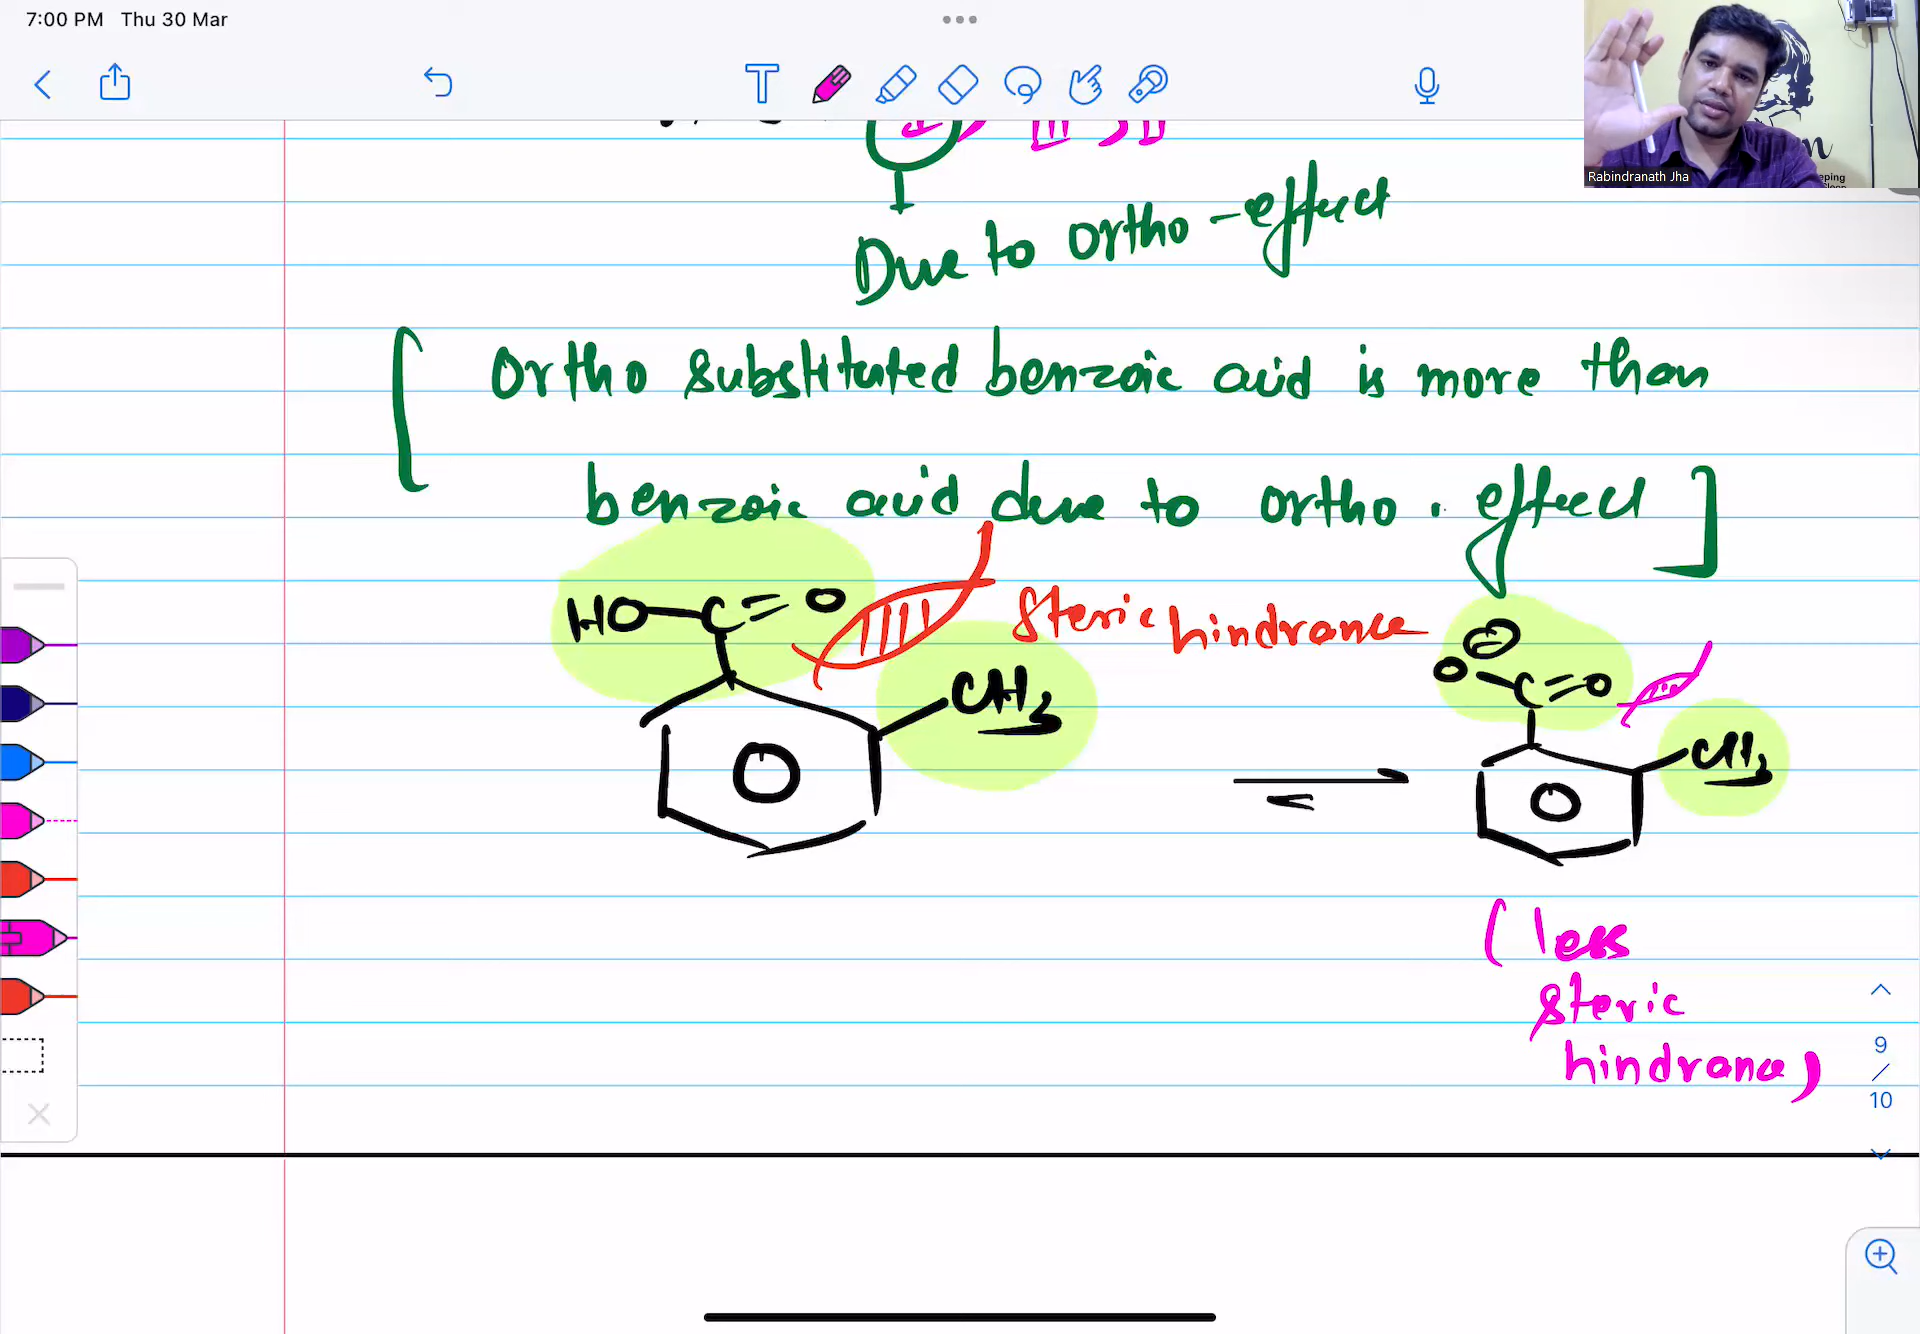 7:00 PM Thu 30 Mar
Rabindranath Jha
Due to ortho-effect
Ortho substituted benzoic acid is more than
benzoic acid due to ortho. effect
HO-C=O
steric hindrance
CH3
O C=O
CH3
(less
steric
hindrance)
9
/
10